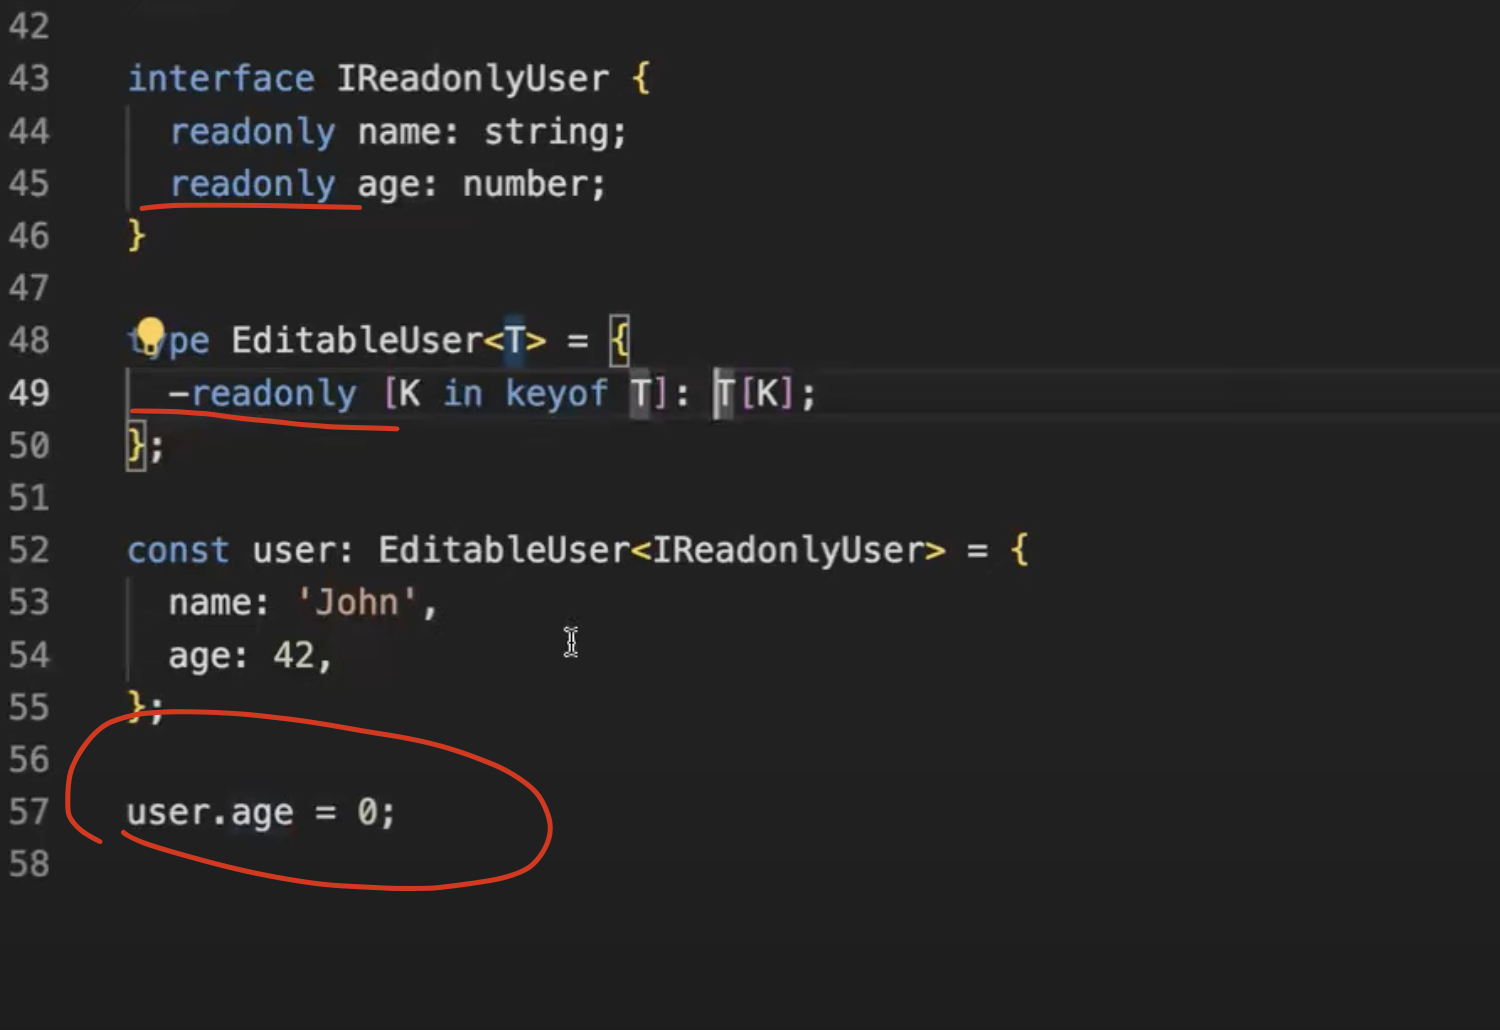 42
43 interface IReadonlyUser {
44 readonly name: string;
45 readonly age: number;
46 }
47
48 type EditableUser<T> = {
49 -readonly [K in keyof T]: T[K];
50 };
51
52 const user: EditableUser<IReadonlyUser> = {
53 name: 'John',
54 age: 42,
55 };
56
57 user.age = 0;
58